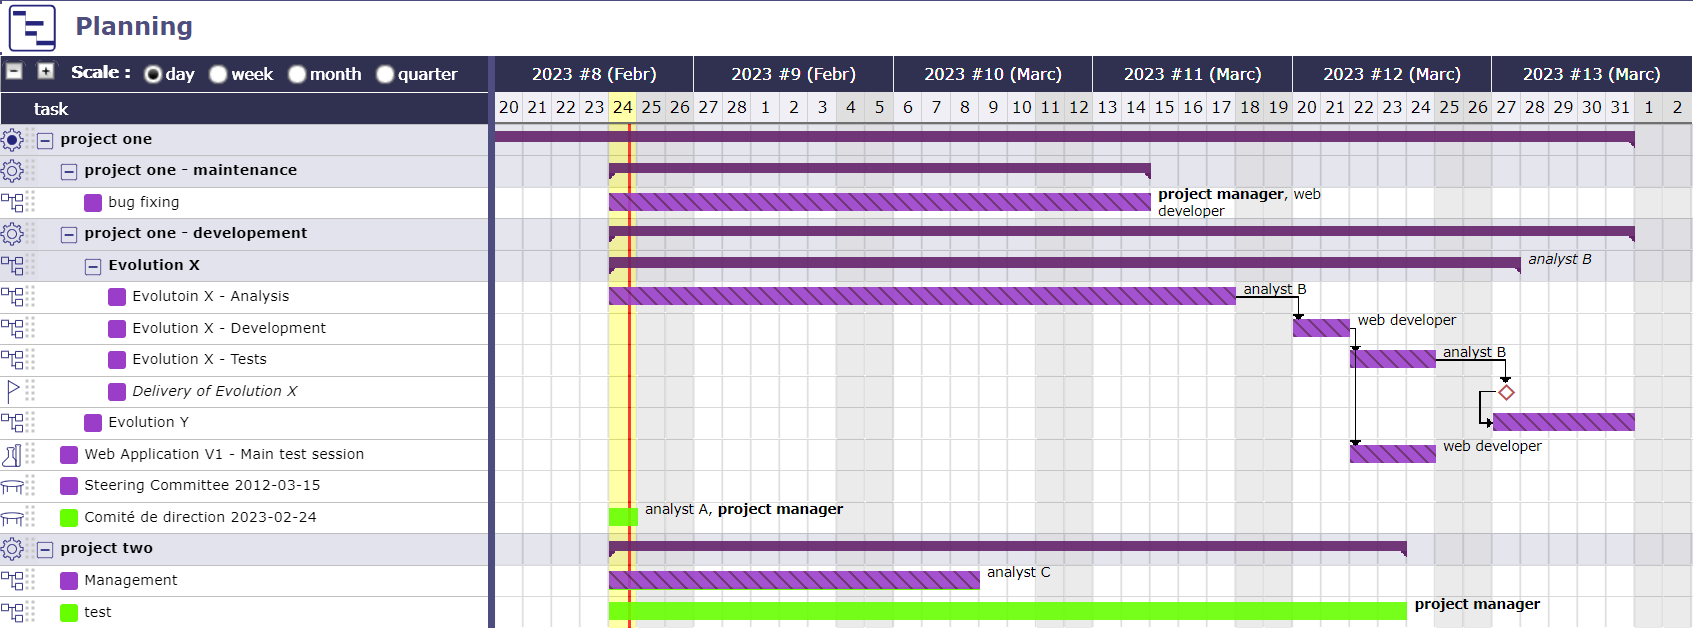 Planning
Scale : day week month quarter
2023 #8 (Febr) 2023 #9 (Febr) 2023 #10 (Marc) 2023 #11 (Marc) 2023 #12 (Marc) 2023 #13 (Marc)
task
20 21 22 23 24 25 26 27 28 1 2 3 4 5 6 7 8 9 10 11 12 13 14 15 16 17 18 19 20 21 22 23 24 25 26 27 28 29 30 31 1 2
project one
project one - maintenance
bug fixing
project manager, web
developer
project one - developement
Evolution X
analyst B
Evolutoin X - Analysis
analyst B
Evolution X - Development
web developer
Evolution X - Tests
analyst B
Delivery of Evolution X
Evolution Y
Web Application V1 - Main test session
web developer
Steering Committee 2012-03-15
Comité de direction 2023-02-24
analyst A, project manager
project two
Management
analyst C
test
project manager